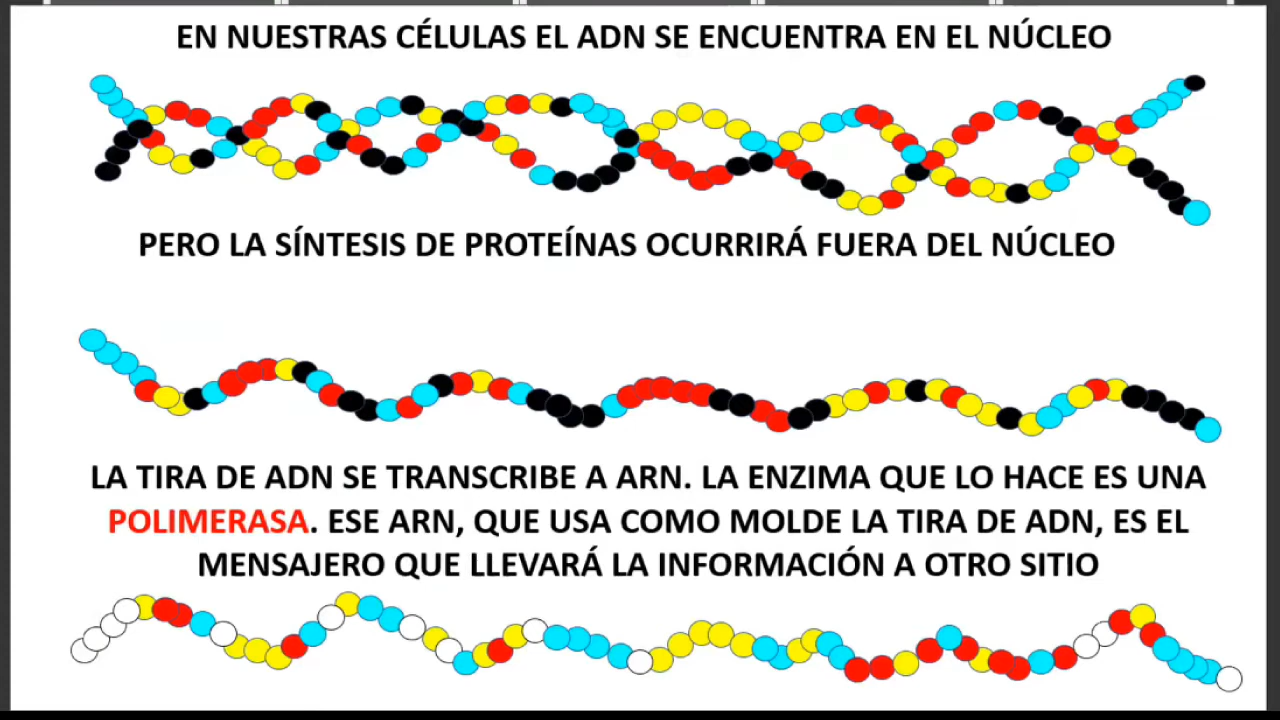 EN NUESTRAS CÉLULAS EL ADN SE ENCUENTRA EN EL NÚCLEO
PERO LA SÍNTESIS DE PROTEÍNAS OCURRIRÁ FUERA DEL NÚCLEO
LA TIRA DE ADN SE TRANSCRIBE A ARN. LA ENZIMA QUE LO HACE ES UNA
POLIMERASA. ESE ARN, QUE USA COMO MOLDE LA TIRA DE ADN, ES EL
MENSAJERO QUE LLEVARÁ LA INFORMACIÓN A OTRO SITIO